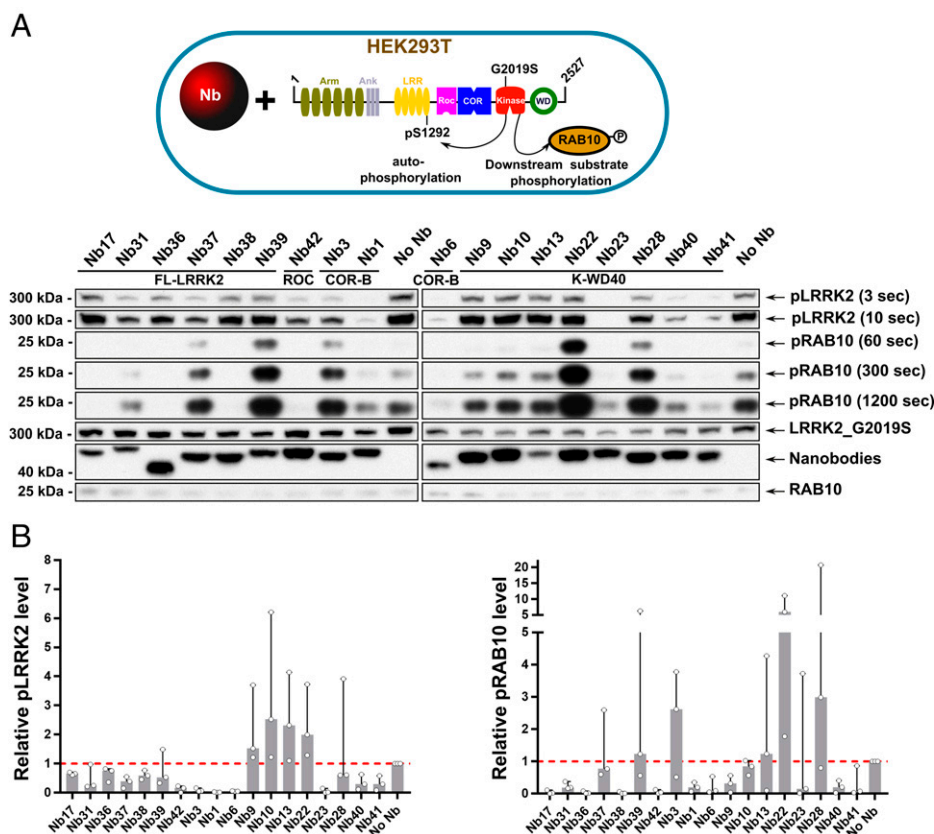 A
HEK293T
Nb
+
1
Arm
Ank
LRR
Roc
COR
Kinase
WD
2527
G2019S
pS1292
RAB10
P
auto-
phosphorylation
Downstream substrate
phosphorylation
Nb17 Nb31 Nb36 Nb37 Nb38 Nb39 Nb42 Nb3 Nb1 No Nb Nb6 Nb9 Nb10 Nb13 Nb22 Nb23 Nb28 Nb40 Nb41 No Nb
FL-LRRK2 ROC COR-B COR-B K-WD40
300 kDa - pLRRK2 (3 sec)
300 kDa - pLRRK2 (10 sec)
25 kDa - pRAB10 (60 sec)
25 kDa - pRAB10 (300 sec)
25 kDa - pRAB10 (1200 sec)
300 kDa - LRRK2_G2019S
40 kDa - Nanobodies
25 kDa - RAB10
B
Relative pLRRK2 level
8
7
6
5
4
3
2
1
0
Nb17 Nb31 Nb36 Nb37 Nb38 Nb39 Nb42 Nb3 Nb1 Nb6 Nb9 Nb10 Nb13 Nb22 Nb23 Nb28 Nb40 Nb41 No Nb
Relative pRAB10 level
20
15
10
5
5
4
3
2
1
0
Nb17 Nb31 Nb36 Nb37 Nb38 Nb39 Nb42 Nb3 Nb1 Nb6 Nb9 Nb10 Nb13 Nb22 Nb23 Nb28 Nb40 Nb41 No Nb